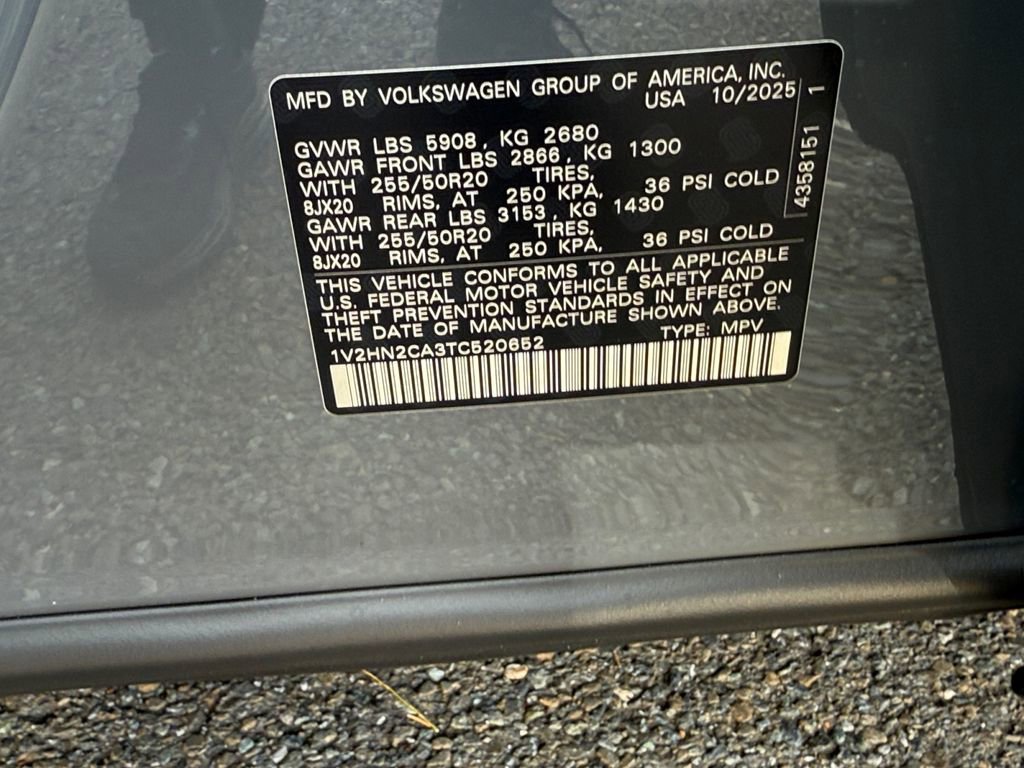 MFD BY VOLKSWAGEN GROUP OF AMERICA, INC.
USA 10/2025
GVWR LBS 5908, KG 2680
GAWR FRONT LBS 2866, KG 1300
WITH 255/50R20 TIRES,
8JX20 RIMS, AT 250 KPA, 36 PSI COLD
GAWR REAR LBS 3153, KG 1430
WITH 255/50R20 TIRES,
8JX20 RIMS, AT 250 KPA, 36 PSI COLD
THIS VEHICLE CONFORMS TO ALL APPLICABLE
U.S. FEDERAL MOTOR VEHICLE SAFETY AND
THEFT PREVENTION STANDARDS IN EFFECT ON
THE DATE OF MANUFACTURE SHOWN ABOVE.
1V2HN2CA3TC520652 TYPE: MPV
4358151 1